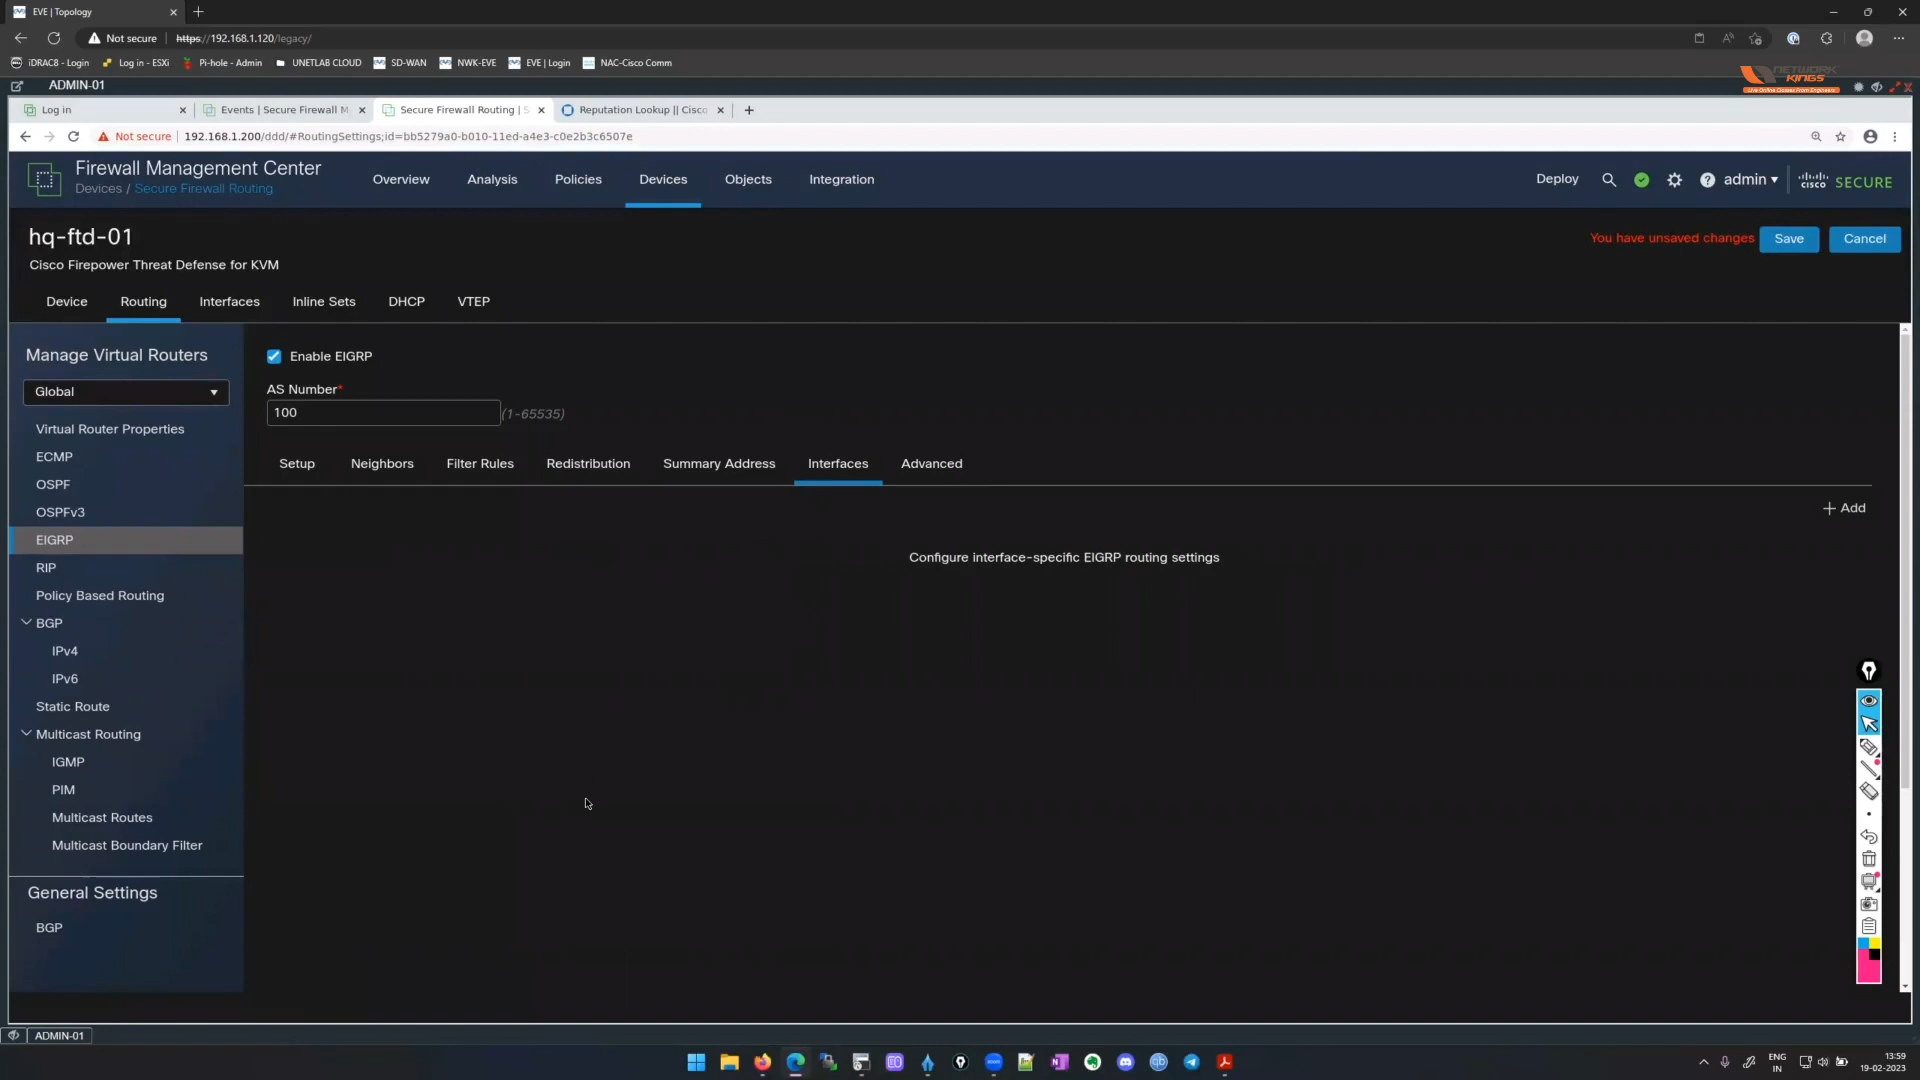 EVE | Topology
Not secure https://192.168.1.120/legacy/
iDRAC8 - Login Log in - ESXi Pi-hole - Admin UNETLAB CLOUD SD-WAN NWK-EVE EVE | Login NAC-Cisco Comm
ADMIN-01
NETWORK KINGS
Live Online Classes From Engineers
Log in Events | Secure Firewall M Secure Firewall Routing | S Reputation Lookup || Cisco
Not secure 192.168.1.200/ddd/#RoutingSettings;id=bb5279a0-b010-11ed-a4e3-c0e2b3c6507e
Firewall Management Center
Devices / Secure Firewall Routing
Overview Analysis Policies Devices Objects Integration
Deploy admin cisco SECURE
hq-ftd-01
You have unsaved changes Save Cancel
Cisco Firepower Threat Defense for KVM
Device Routing Interfaces Inline Sets DHCP VTEP
Manage Virtual Routers
Global
Virtual Router Properties
ECMP
OSPF
OSPFv3
EIGRP
RIP
Policy Based Routing
BGP
IPv4
IPv6
Static Route
Multicast Routing
IGMP
PIM
Multicast Routes
Multicast Boundary Filter
General Settings
BGP
Enable EIGRP
AS Number*
100 (1-65535)
Setup Neighbors Filter Rules Redistribution Summary Address Interfaces Advanced
+ Add
Configure interface-specific EIGRP routing settings
ADMIN-01
ENG
IN
13:59
19-02-2023